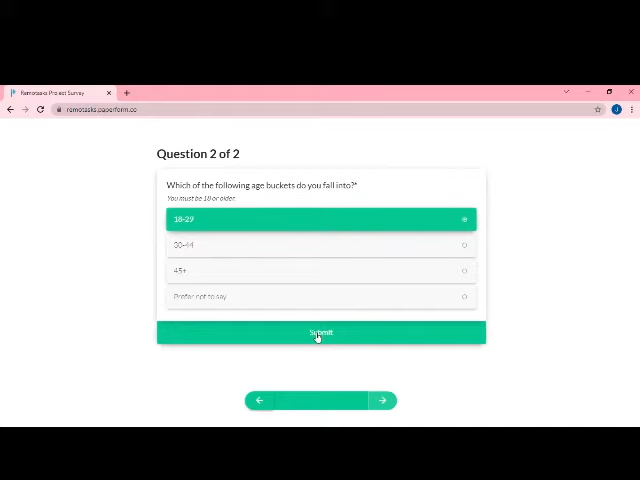 Remotasks Project Survey
remotasks.paperform.co
J
Question 2 of 2
Which of the following age buckets do you fall into?*
You must be 18 or older.
18-29
30-44
45+
Prefer not to say
Submit